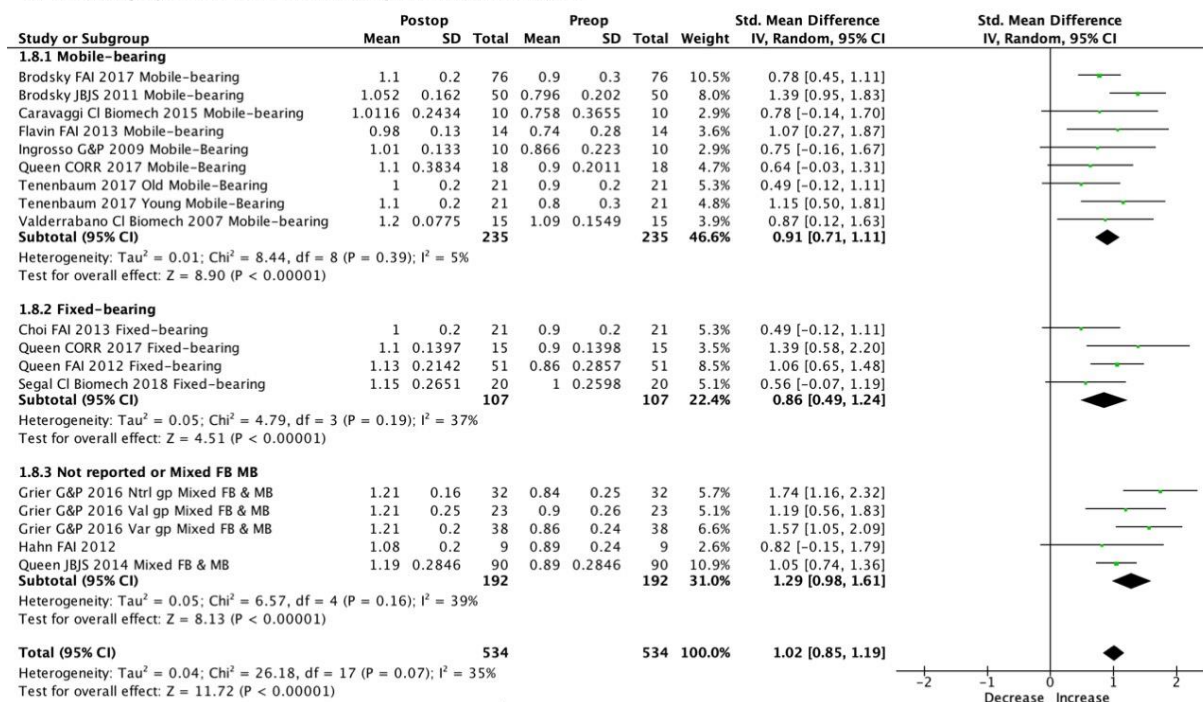 Postop Preop Std. Mean Difference Std. Mean Difference
Study or Subgroup Mean SD Total Mean SD Total Weight IV, Random, 95% CI IV, Random, 95% CI
1.8.1 Mobile-bearing
Brodsky FAI 2017 Mobile-bearing 1.1 0.2 76 0.9 0.3 76 10.5% 0.78 [0.45, 1.11]
Brodsky JBJS 2011 Mobile-bearing 1.052 0.162 50 0.796 0.202 50 8.0% 1.39 [0.95, 1.83]
Caravaggi Cl Biomech 2015 Mobile-bearing 1.0116 0.2434 10 0.758 0.3655 10 2.9% 0.78 [-0.14, 1.70]
Flavin FAI 2013 Mobile-bearing 0.98 0.13 14 0.74 0.28 14 3.6% 1.07 [0.27, 1.87]
Ingrosso G&P 2009 Mobile-Bearing 1.01 0.133 10 0.866 0.223 10 2.9% 0.75 [-0.16, 1.67]
Queen CORR 2017 Mobile-Bearing 1.1 0.3834 18 0.9 0.2011 18 4.7% 0.64 [-0.03, 1.31]
Tenenbaum 2017 Old Mobile-Bearing 1 0.2 21 0.9 0.2 21 5.3% 0.49 [-0.12, 1.11]
Tenenbaum 2017 Young Mobile-Bearing 1.1 0.2 21 0.8 0.3 21 4.8% 1.15 [0.50, 1.81]
Valderrabano Cl Biomech 2007 Mobile-bearing 1.2 0.0775 15 1.09 0.1549 15 3.9% 0.87 [0.12, 1.63]
Subtotal (95% CI) 235 235 46.6% 0.91 [0.71, 1.11]
Heterogeneity: Tau² = 0.01; Chi² = 8.44, df = 8 (P = 0.39); I² = 5%
Test for overall effect: Z = 8.90 (P < 0.00001)
1.8.2 Fixed-bearing
Choi FAI 2013 Fixed-bearing 1 0.2 21 0.9 0.2 21 5.3% 0.49 [-0.12, 1.11]
Queen CORR 2017 Fixed-bearing 1.1 0.1397 15 0.9 0.1398 15 3.5% 1.39 [0.58, 2.20]
Queen FAI 2012 Fixed-bearing 1.13 0.2142 51 0.86 0.2857 51 8.5% 1.06 [0.65, 1.48]
Segal Cl Biomech 2018 Fixed-bearing 1.15 0.2651 20 1 0.2598 20 5.1% 0.56 [-0.07, 1.19]
Subtotal (95% CI) 107 107 22.4% 0.86 [0.49, 1.24]
Heterogeneity: Tau² = 0.05; Chi² = 4.79, df = 3 (P = 0.19); I² = 37%
Test for overall effect: Z = 4.51 (P < 0.00001)
1.8.3 Not reported or Mixed FB MB
Grier G&P 2016 Ntrl gp Mixed FB & MB 1.21 0.16 32 0.84 0.25 32 5.7% 1.74 [1.16, 2.32]
Grier G&P 2016 Val gp Mixed FB & MB 1.21 0.25 23 0.9 0.26 23 5.1% 1.19 [0.56, 1.83]
Grier G&P 2016 Var gp Mixed FB & MB 1.21 0.2 38 0.86 0.24 38 6.6% 1.57 [1.05, 2.09]
Hahn FAI 2012 1.08 0.2 9 0.89 0.24 9 2.6% 0.82 [-0.15, 1.79]
Queen JBJS 2014 Mixed FB & MB 1.19 0.2846 90 0.89 0.2846 90 10.9% 1.05 [0.74, 1.36]
Subtotal (95% CI) 192 192 31.0% 1.29 [0.98, 1.61]
Heterogeneity: Tau² = 0.05; Chi² = 6.57, df = 4 (P = 0.16); I² = 39%
Test for overall effect: Z = 8.13 (P < 0.00001)
Total (95% CI) 534 534 100.0% 1.02 [0.85, 1.19]
Heterogeneity: Tau² = 0.04; Chi² = 26.18, df = 17 (P = 0.07); I² = 35%
Test for overall effect: Z = 11.72 (P < 0.00001)
-2 -1 0 1 2
Decrease Increase